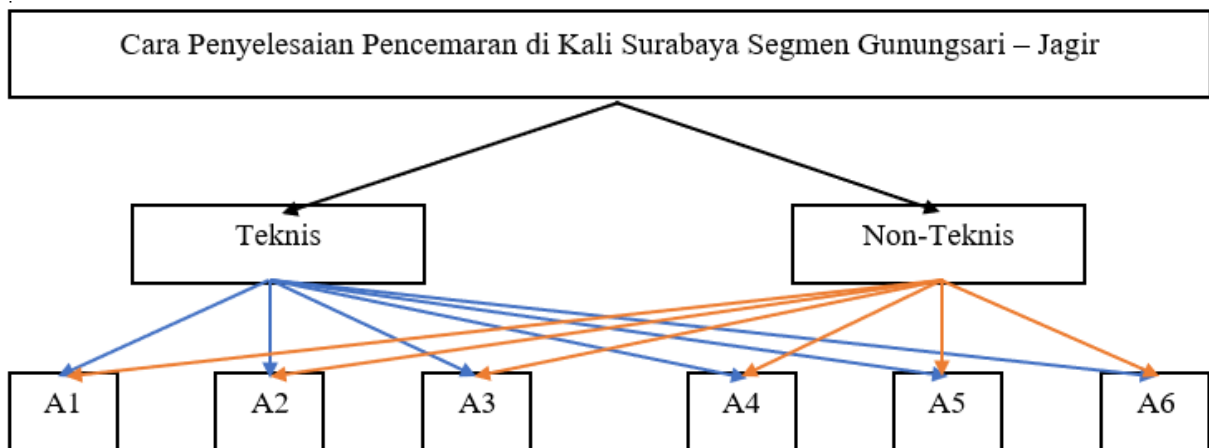 Cara Penyelesaian Pencemaran di Kali Surabaya Segmen Gunungsari – Jagir
Teknis
Non-Teknis
A1
A2
A3
A4
A5
A6